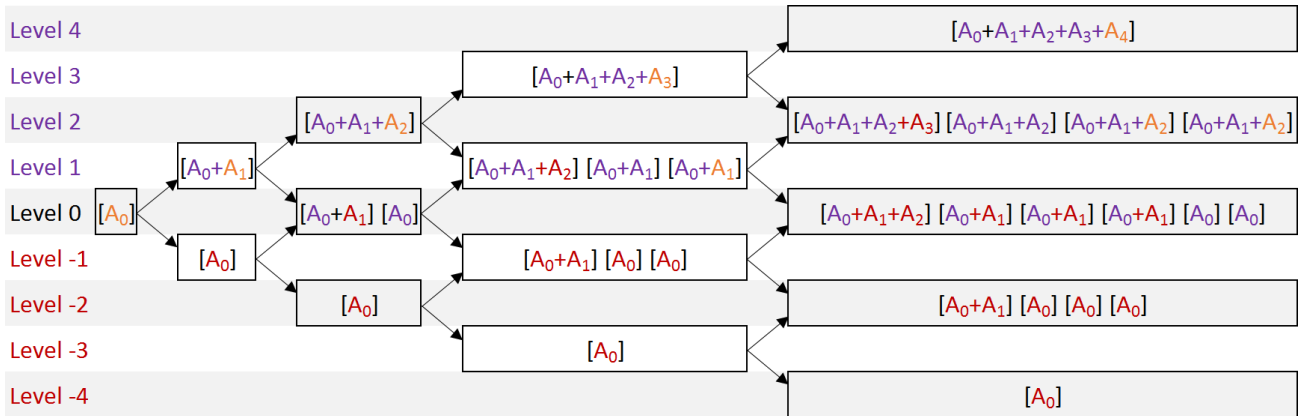 Level 4 [A₀+A₁+A₂+A₃+A₄]
Level 3 [A₀+A₁+A₂+A₃]
Level 2 [A₀+A₁+A₂] [A₀+A₁+A₂+A₃] [A₀+A₁+A₂] [A₀+A₁+A₂] [A₀+A₁+A₂]
Level 1 [A₀+A₁] [A₀+A₁+A₂] [A₀+A₁] [A₀+A₁]
Level 0 [A₀] [A₀+A₁] [A₀] [A₀+A₁+A₂] [A₀+A₁] [A₀+A₁] [A₀+A₁] [A₀] [A₀]
Level -1 [A₀] [A₀+A₁] [A₀] [A₀]
Level -2 [A₀] [A₀+A₁] [A₀] [A₀] [A₀]
Level -3 [A₀]
Level -4 [A₀]